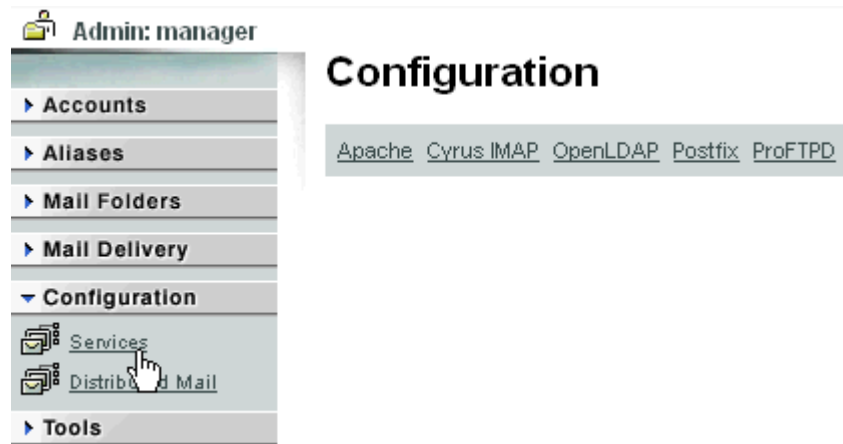 Admin: manager
Configuration
Accounts
Apache Cyrus IMAP OpenLDAP Postfix ProFTPD
Aliases
Mail Folders
Mail Delivery
Configuration
Services
Mail
Tools